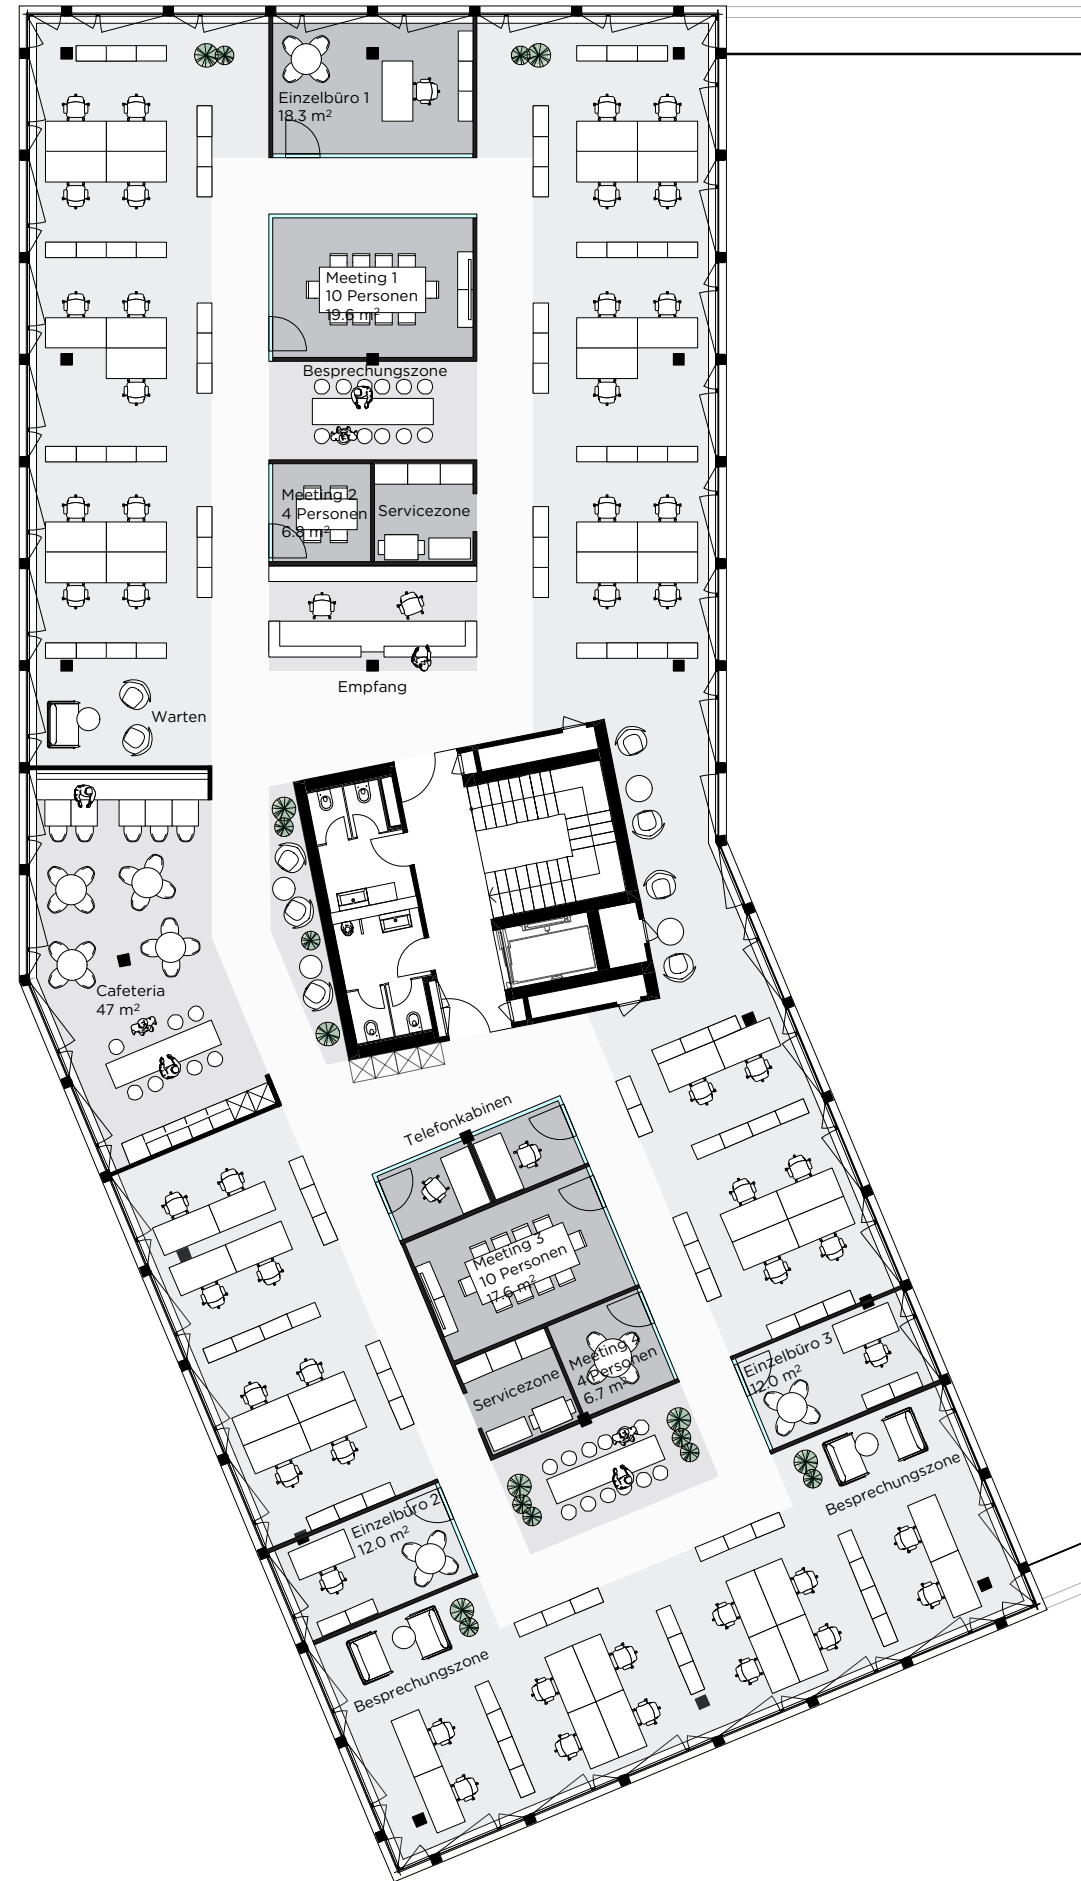 Einzelbüro 1
18.3 m²
Meeting 1
10 Personen
19.6 m²
Besprechungszone
Meeting 2
4 Personen
6.8 m²
Servicezone
Empfang
Warten
Cafeteria
47 m²
Telefonkabinen
Meeting 3
10 Personen
17.6 m²
Meeting 4
4 Personen
6.7 m²
Servicezone
Einzelbüro 3
12.0 m²
Besprechungszone
Einzelbüro 2
12.0 m²
Besprechungszone